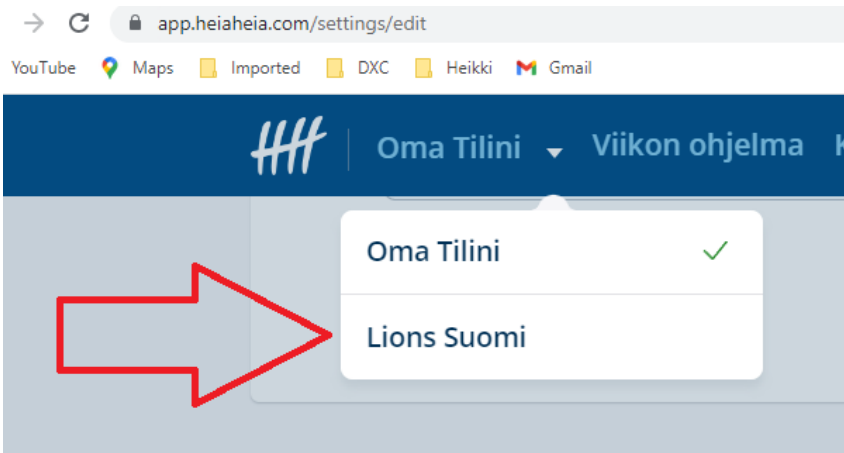 app.heiaheia.com/settings/edit
YouTube Maps Imported DXC Heikki Gmail
Oma Tilini Viikon ohjelma
Oma Tilini
Lions Suomi